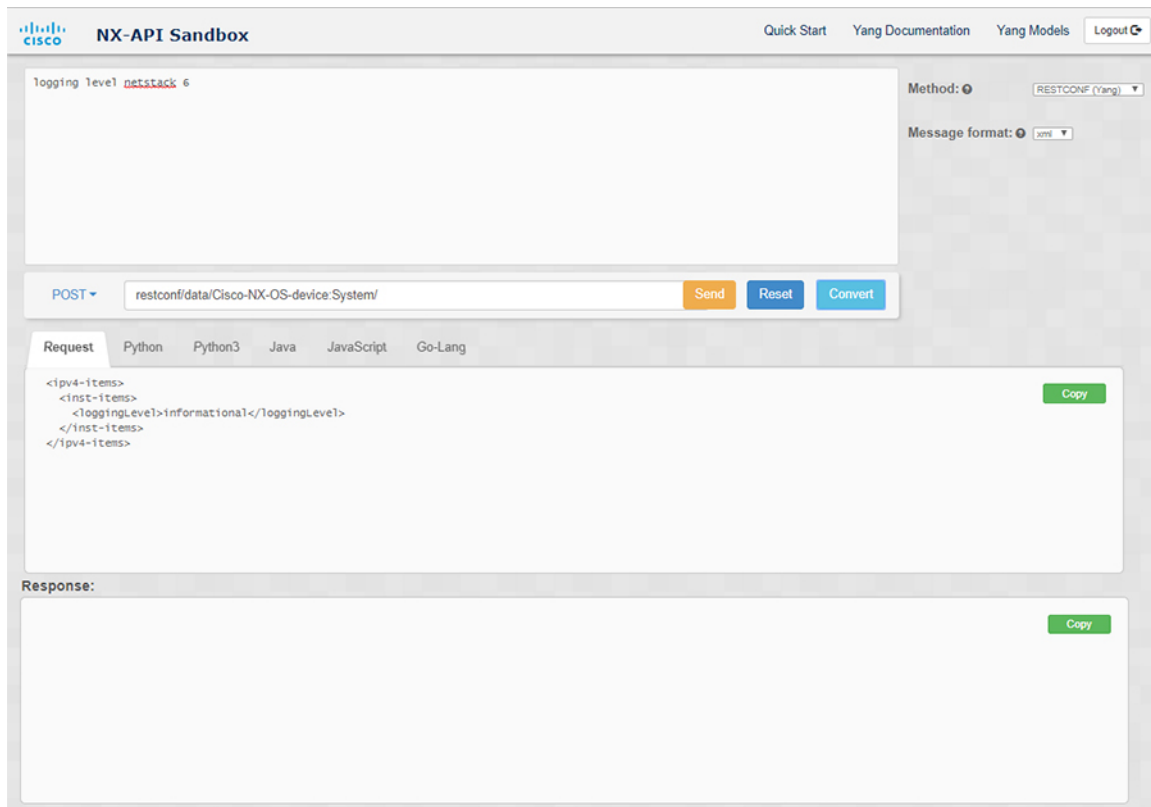 CISCO NX-API Sandbox Quick Start Yang Documentation Yang Models Logout
logging level netstack 6
Method: RESTCONF (Yang)
Message format: xml
POST restconf/data/Cisco-NX-OS-device:System/ Send Reset Convert
Request Python Python3 Java JavaScript Go-Lang
Copy
<ipv4-items>
<inst-items>
<loggingLevel>informational</loggingLevel>
</inst-items>
</ipv4-items>
Response:
Copy